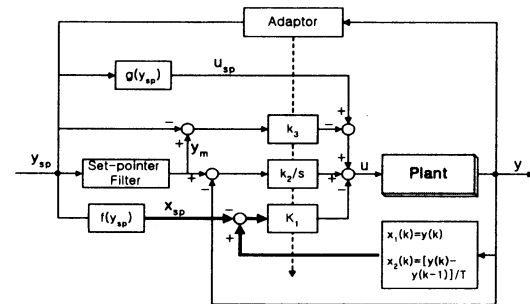 Adaptor
g(y_sp)
u_sp
k_3
y_m
y_sp
Set-pointer
Filter
k_2/s
u
Plant
y
f(y_sp)
x_sp
K_1
x_1(k)=y(k)
x_2(k)=[y(k)-
y(k-1)]/T